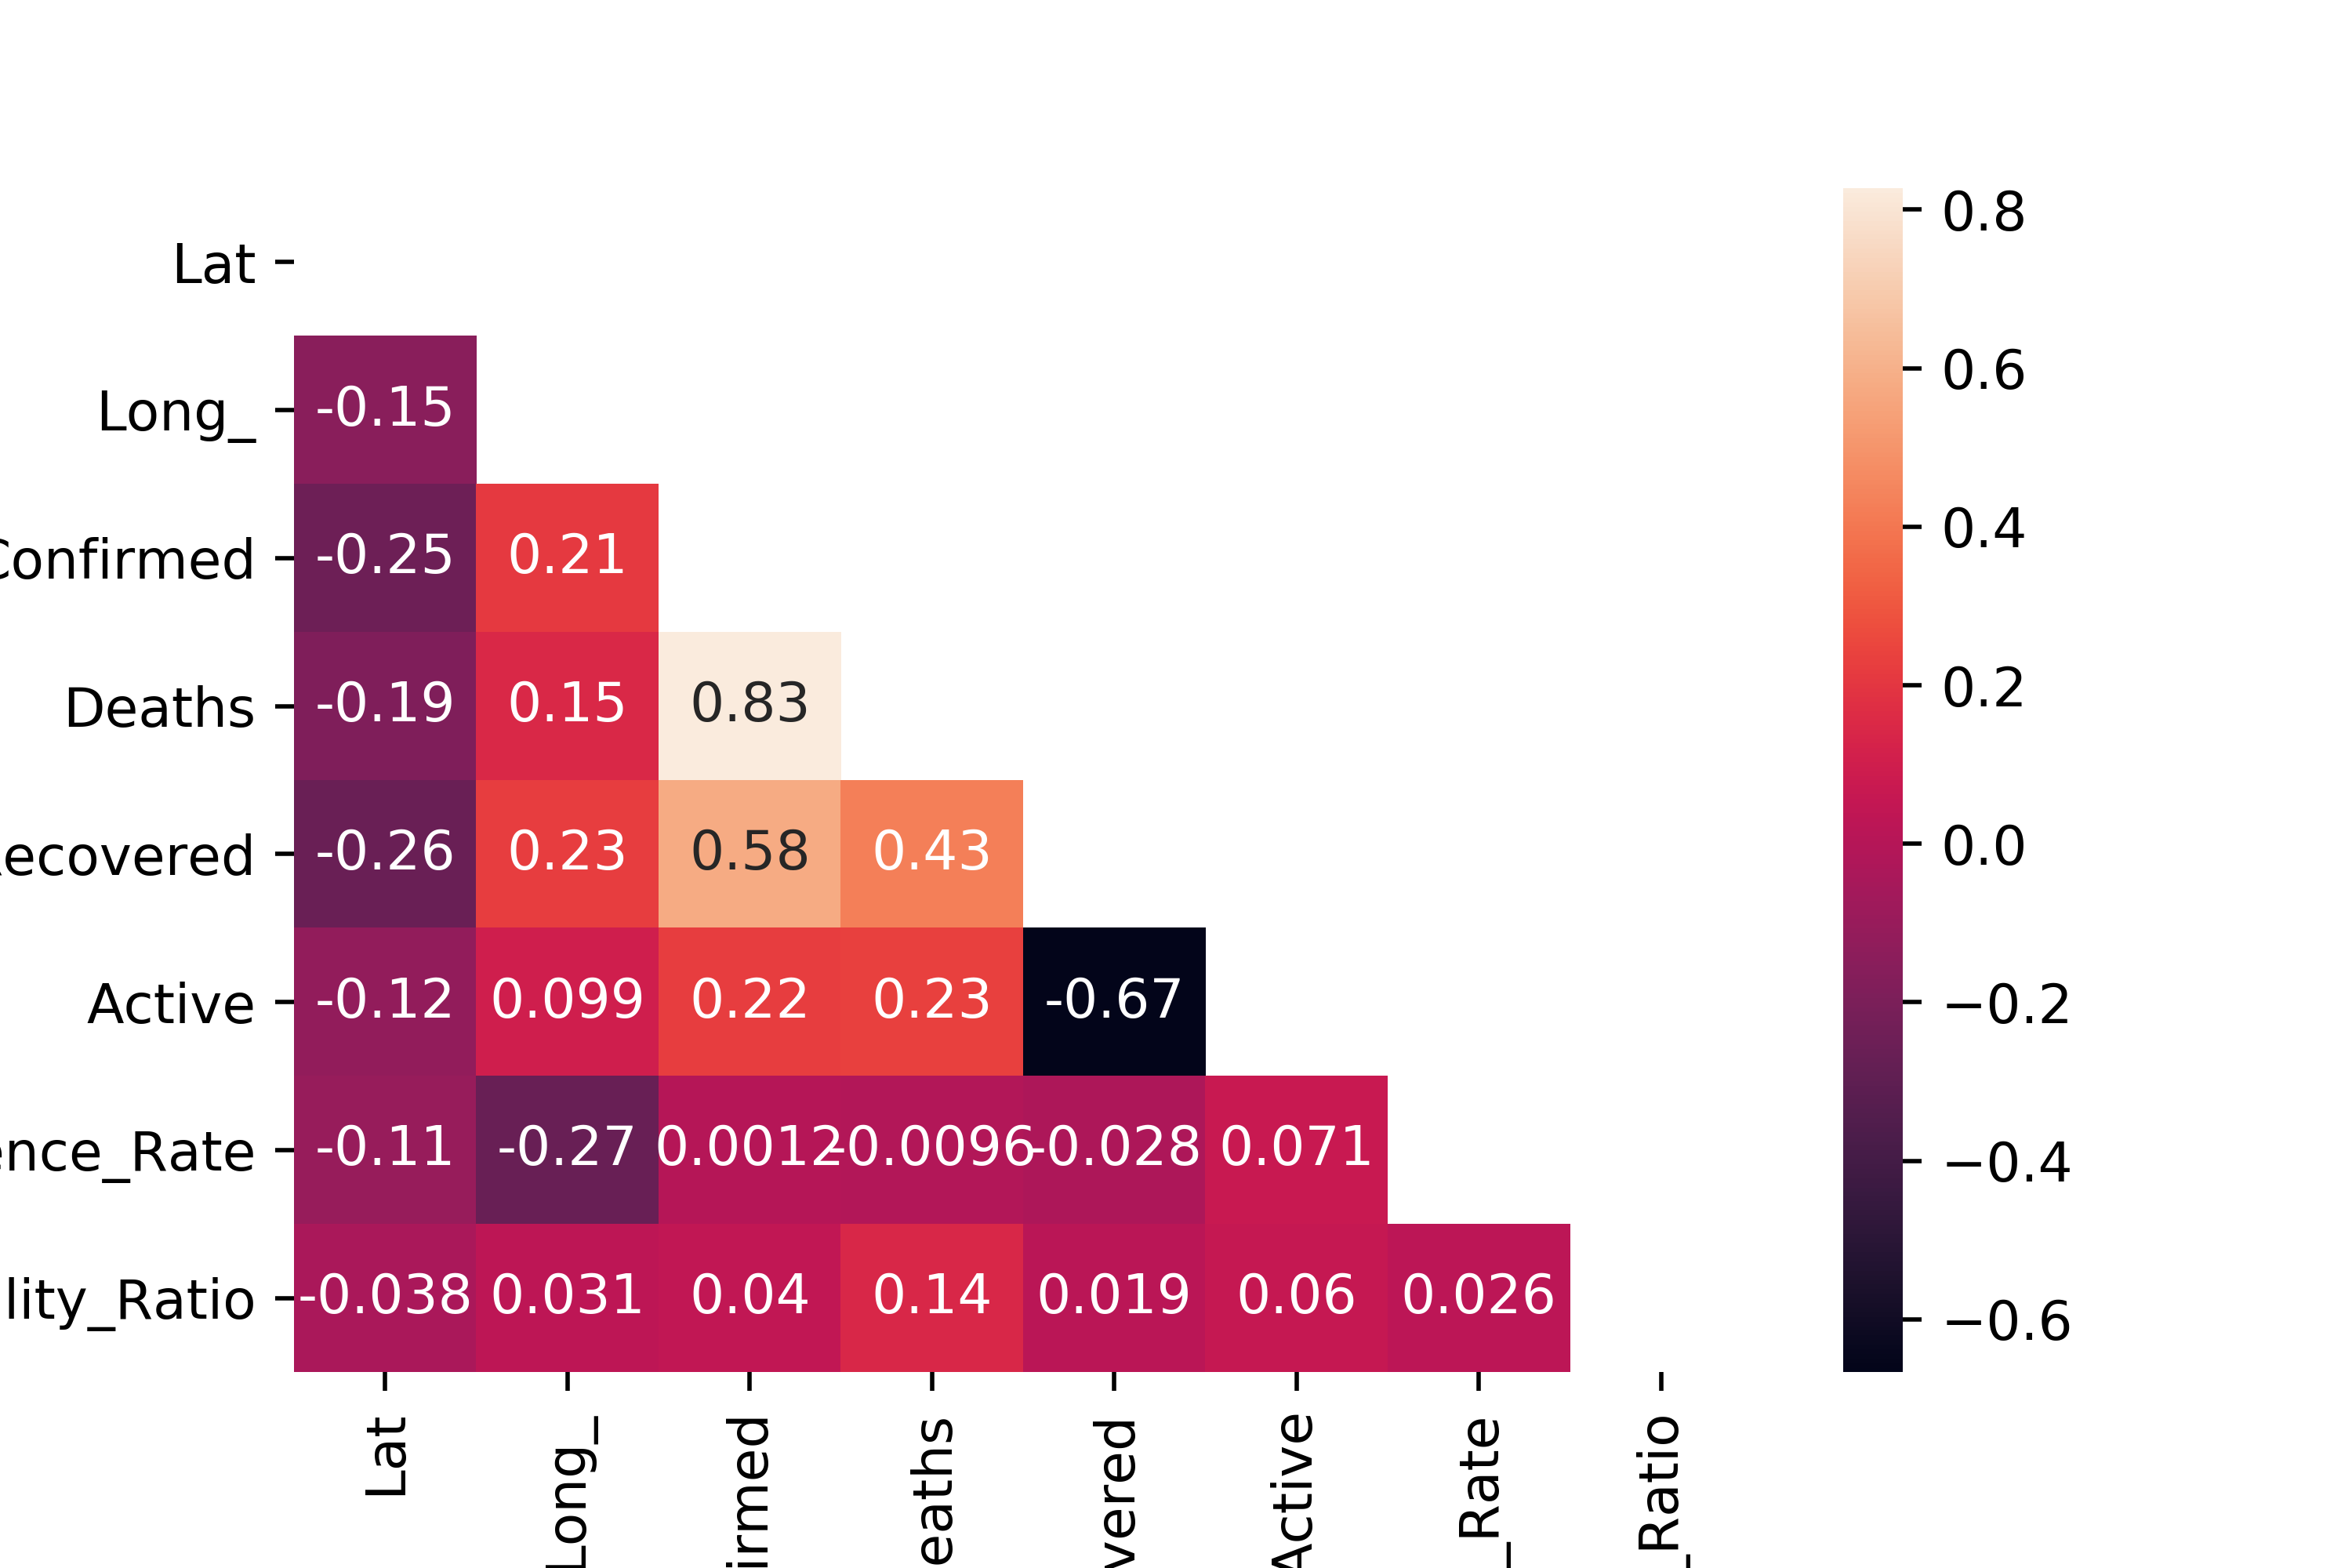 Lat
Long_ -0.15
Confirmed -0.25 0.21
Deaths -0.19 0.15 0.83
ecovered -0.26 0.23 0.58 0.43
Active -0.12 0.099 0.22 0.23 -0.67
ence_Rate -0.11 -0.27 0.0012 -0.0096 -0.028 0.071
lity_Ratio -0.038 0.031 0.04 0.14 0.019 0.06 0.026
Lat Long_ irmed eaths vered Active _Rate _Ratio
0.8
0.6
0.4
0.2
0.0
−0.2
−0.4
−0.6